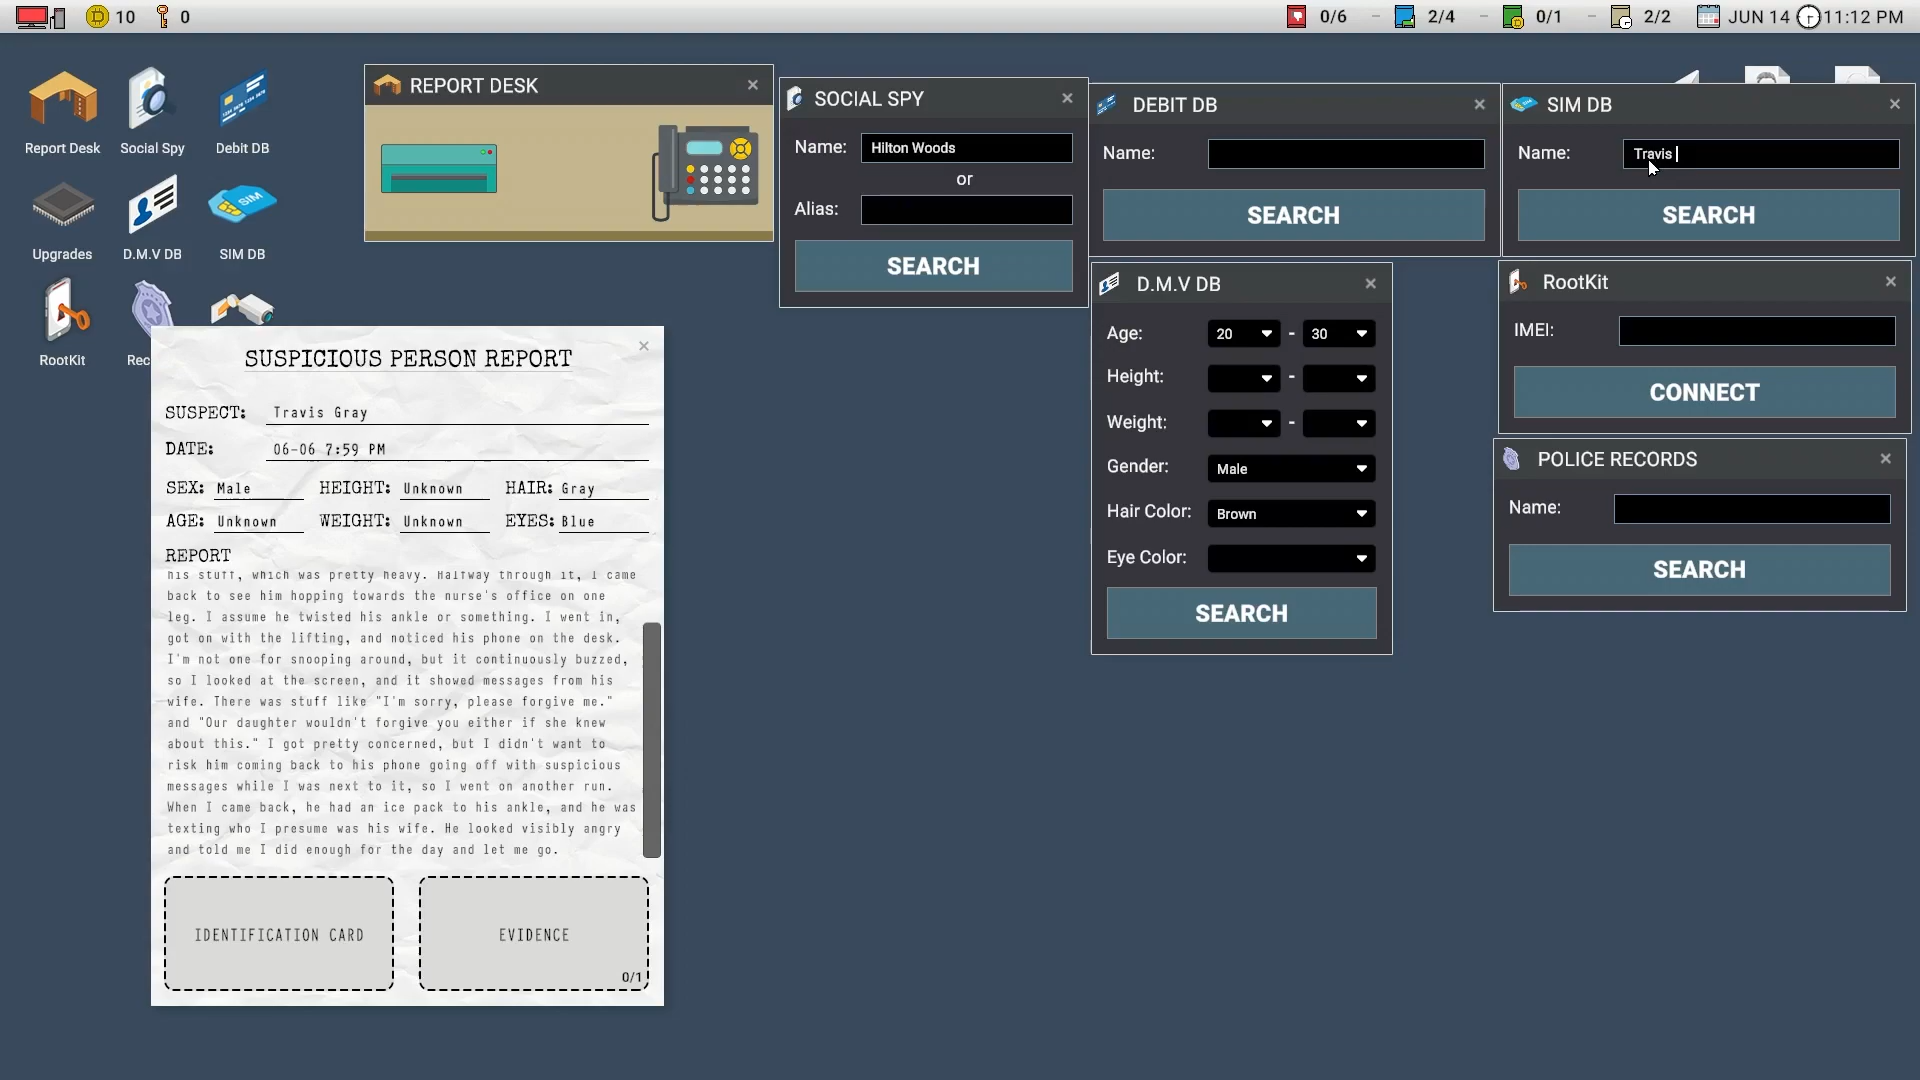 10 0 0/6 - 2/4 - 0/1 - 2/2 JUN 14 11:12 PM
Report Desk Social Spy Debit DB
Upgrades D.M.V DB SIM DB
RootKit Rec
REPORT DESK ×
SOCIAL SPY ×
Name: Hilton Woods
or
Alias:
SEARCH
DEBIT DB ×
Name:
SEARCH
SIM DB ×
Name: Travis
SEARCH
D.M.V DB ×
Age: 20 - 30
Height: -
Weight: -
Gender: Male
Hair Color: Brown
Eye Color:
SEARCH
RootKit ×
IMEI:
CONNECT
POLICE RECORDS ×
Name:
SEARCH
SUSPICIOUS PERSON REPORT ×
SUSPECT: Travis Gray
DATE: 06-06 7:59 PM
SEX: Male HEIGHT: Unknown HAIR: Gray
AGE: Unknown WEIGHT: Unknown EYES: Blue
REPORT
his stuff, which was pretty heavy. Halfway through it, I came
back to see him hopping towards the nurse's office on one
leg. I assume he twisted his ankle or something. I went in,
got on with the lifting, and noticed his phone on the desk.
I'm not one for snooping around, but it continuously buzzed,
so I looked at the screen, and it showed messages from his
wife. There was stuff like "I'm sorry, please forgive me."
and "Our daughter wouldn't forgive you either if she knew
about this." I got pretty concerned, but I didn't want to
risk him coming back to his phone going off with suspicious
messages while I was next to it, so I went on another run.
When I came back, he had an ice pack to his ankle, and he was
texting who I presume was his wife. He looked visibly angry
and told me I did enough for the day and let me go.
IDENTIFICATION CARD
EVIDENCE
0/1